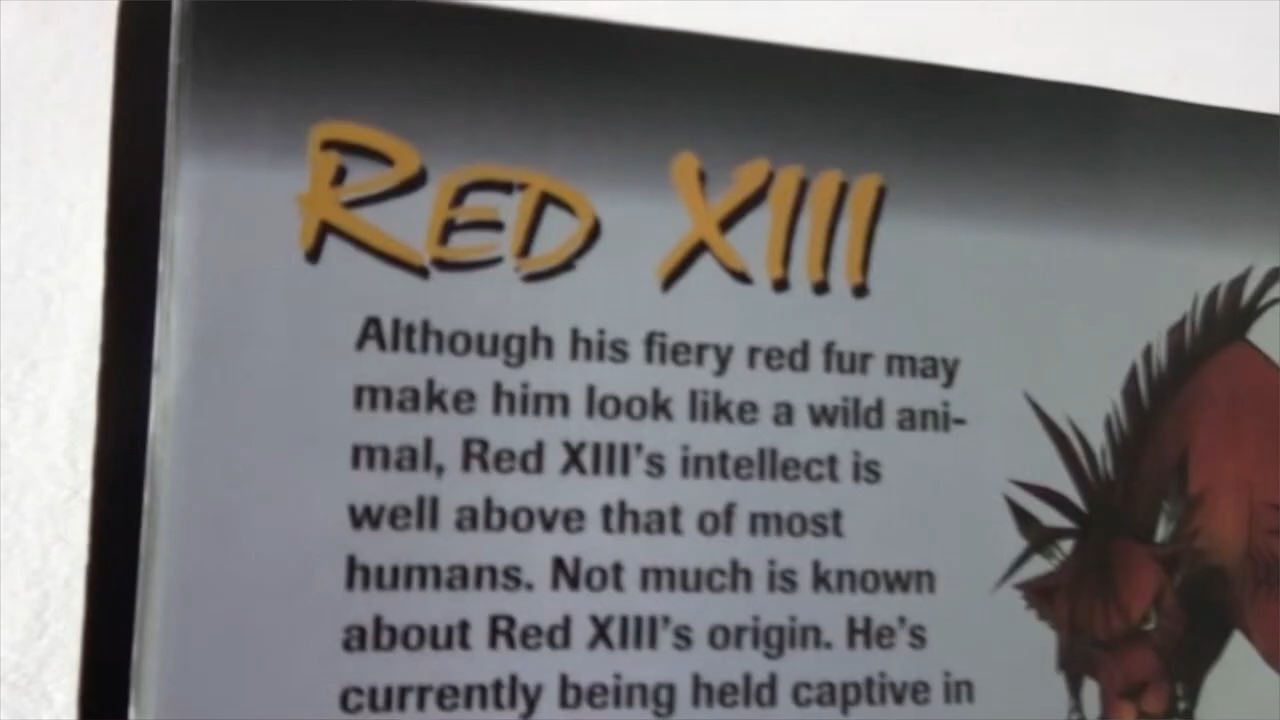 RED XIII
Although his fiery red fur may
make him look like a wild ani-
mal, Red XIII's intellect is
well above that of most
humans. Not much is known
about Red XIII's origin. He's
currently being held captive in